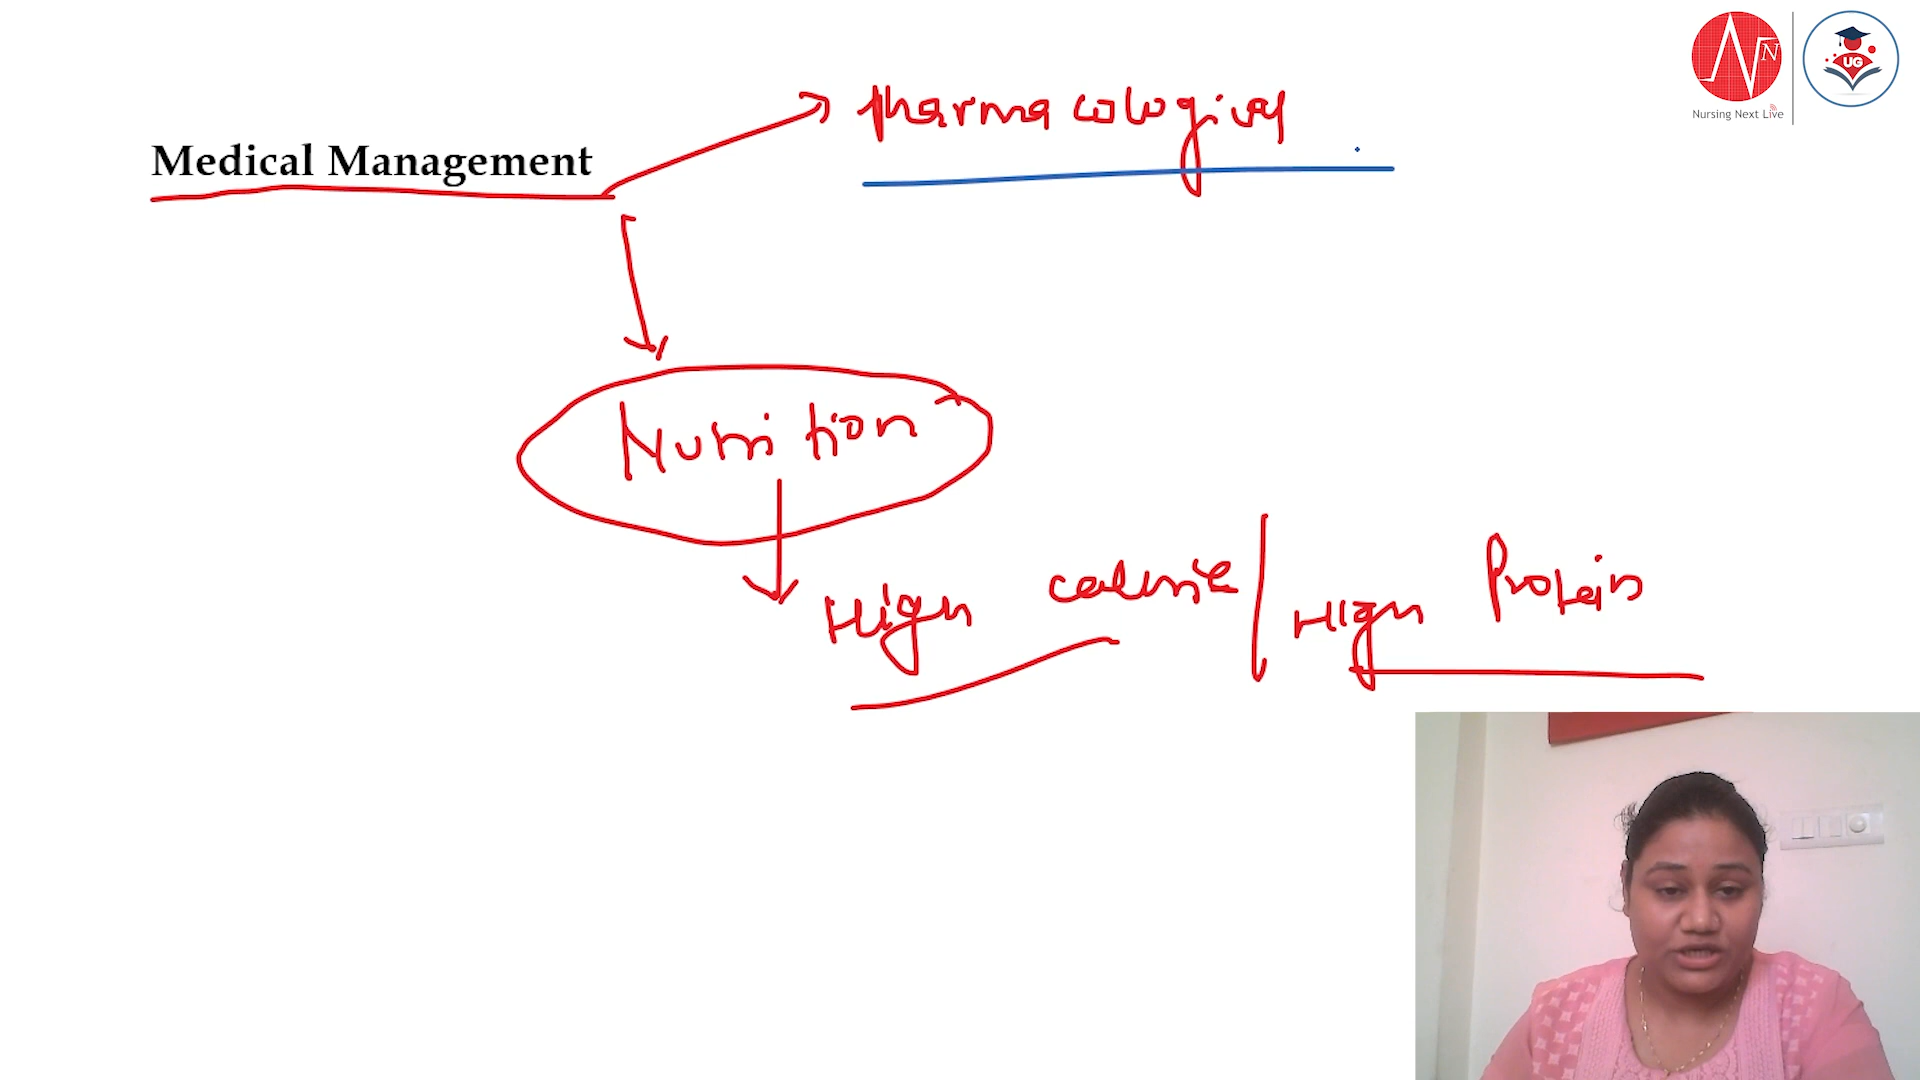 Nursing Next Live
UG
Pharmacological
Medical Management
Nutrition
High calorie | High Protein